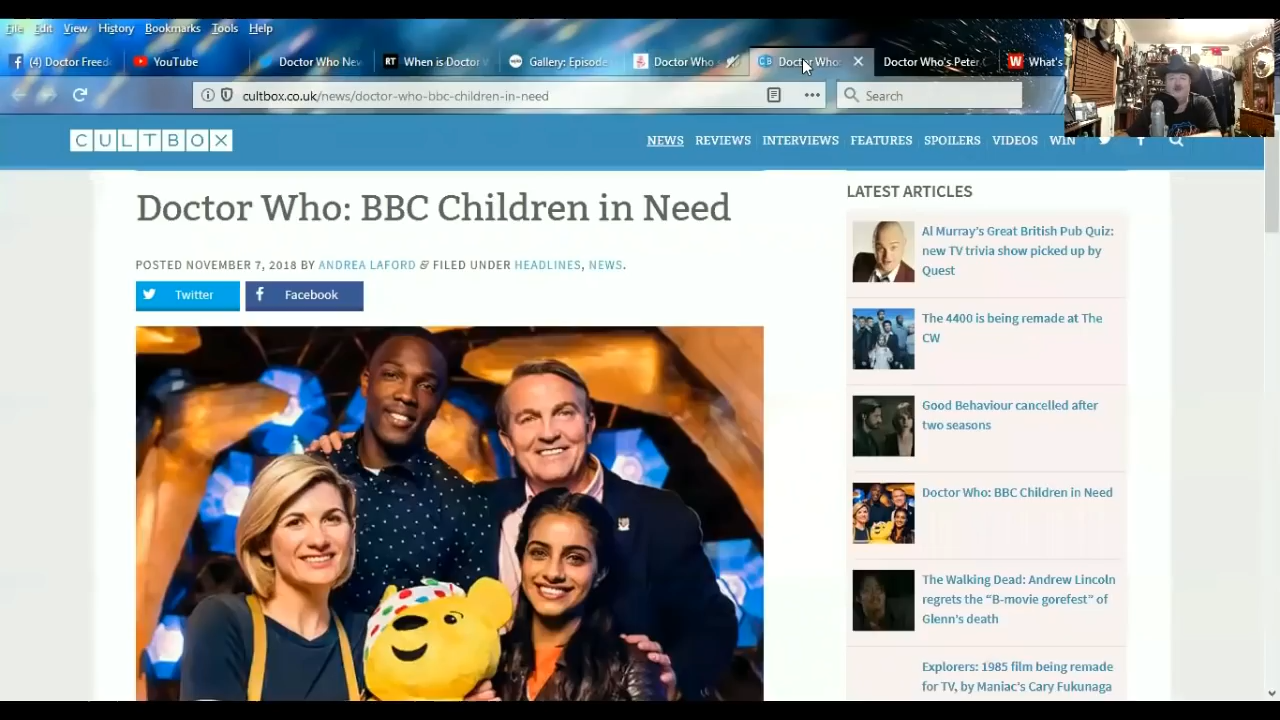 File Edit View History Bookmarks Tools Help
(4) Doctor Freed
YouTube
Doctor Who Nev
RT When is Doctor W
Gallery: Episode
Doctor Who
CB Doctor Who:
Doctor Who's Peter C
W What's
cultbox.co.uk/news/doctor-who-bbc-children-in-need
Search
CULTBOX
NEWS REVIEWS INTERVIEWS FEATURES SPOILERS VIDEOS WIN
Doctor Who: BBC Children in Need
POSTED NOVEMBER 7, 2018 BY ANDREA LAFORD & FILED UNDER HEADLINES, NEWS.
Twitter
Facebook
LATEST ARTICLES
Al Murray's Great British Pub Quiz:
new TV trivia show picked up by
Quest
The 4400 is being remade at The
CW
Good Behaviour cancelled after
two seasons
Doctor Who: BBC Children in Need
The Walking Dead: Andrew Lincoln
regrets the “B-movie gorefest” of
Glenn's death
Explorers: 1985 film being remade
for TV, by Maniac's Cary Fukunaga